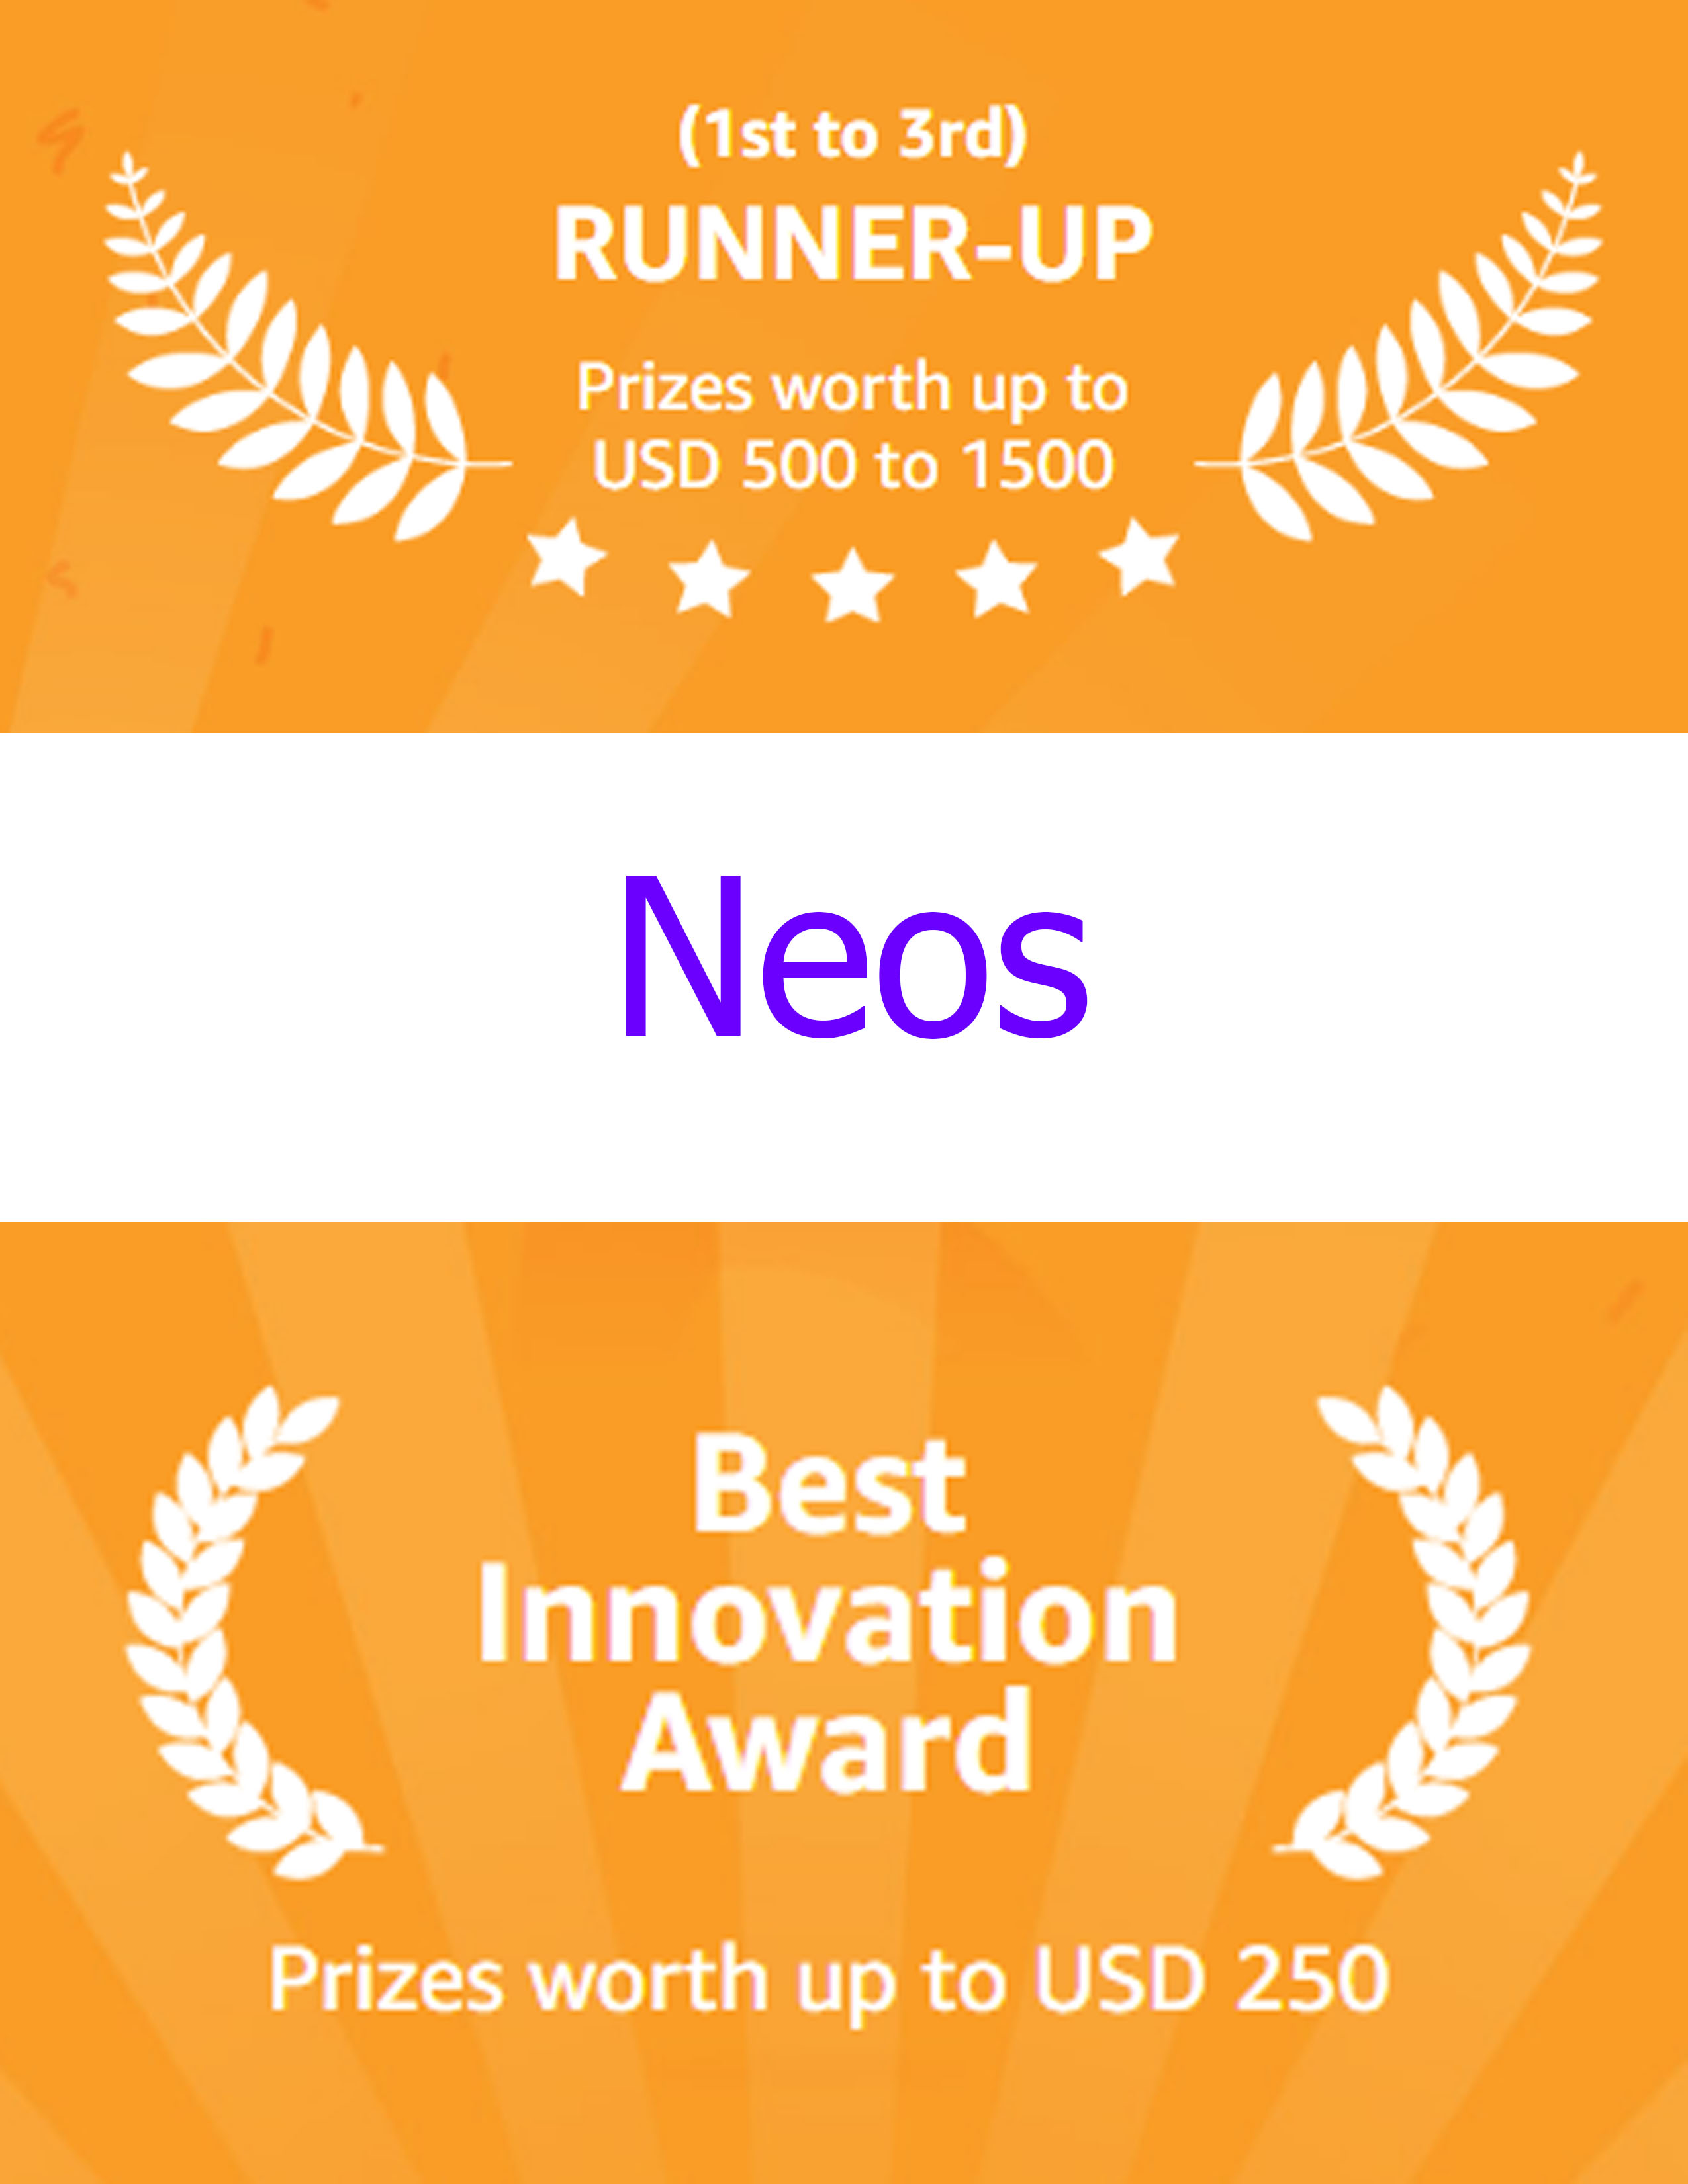 (1st to 3rd)
RUNNER-UP
Prizes worth up to
USD 500 to 1500
Neos
Best
Innovation
Award
Prizes worth up to USD 250